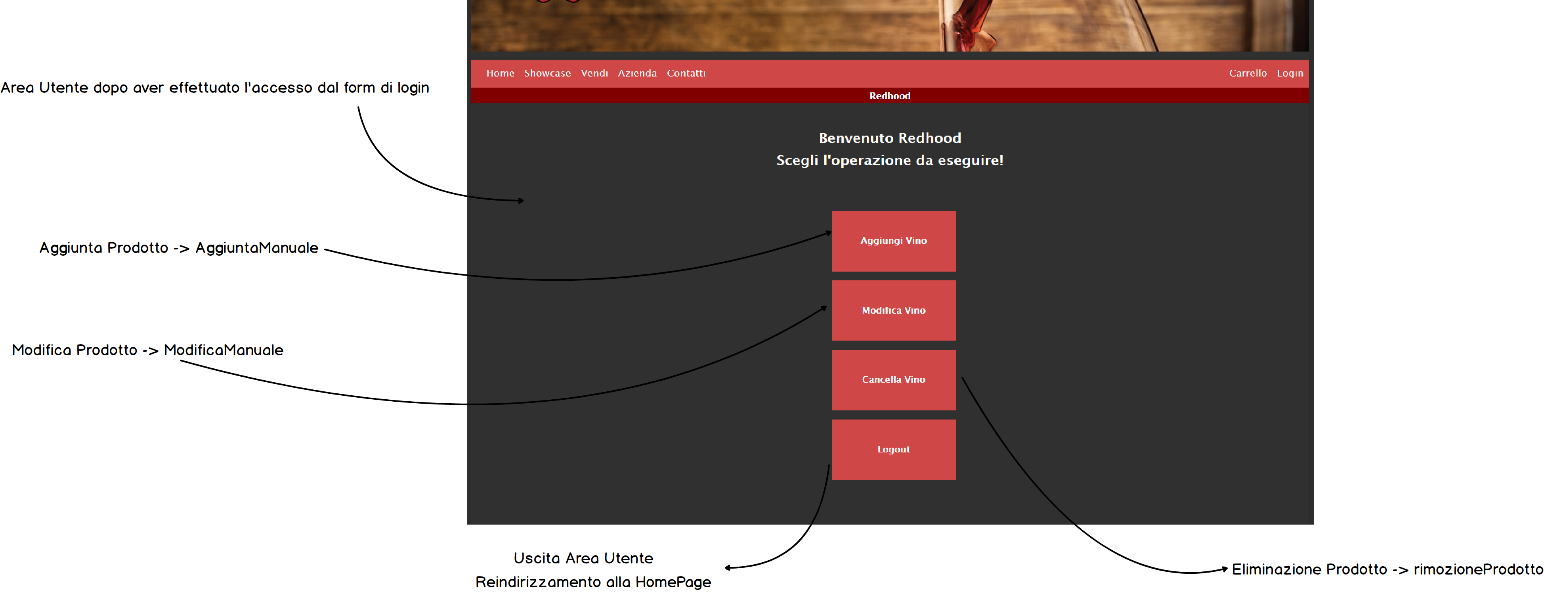 Home Showcase Vendi Azienda Contatti Carrello Login
Area Utente dopo aver effettuato l'accesso dal form di login
Redhood
Benvenuto Redhood
Scegli l'operazione da eseguire!
Aggiungi Vino
Aggiunta Prodotto -> AggiuntaManuale
Modifica Vino
Modifica Prodotto -> ModificaManuale
Cancella Vino
Logout
Uscita Area Utente
Reindirizzamento alla HomePage
Eliminazione Prodotto -> rimozioneProdotto